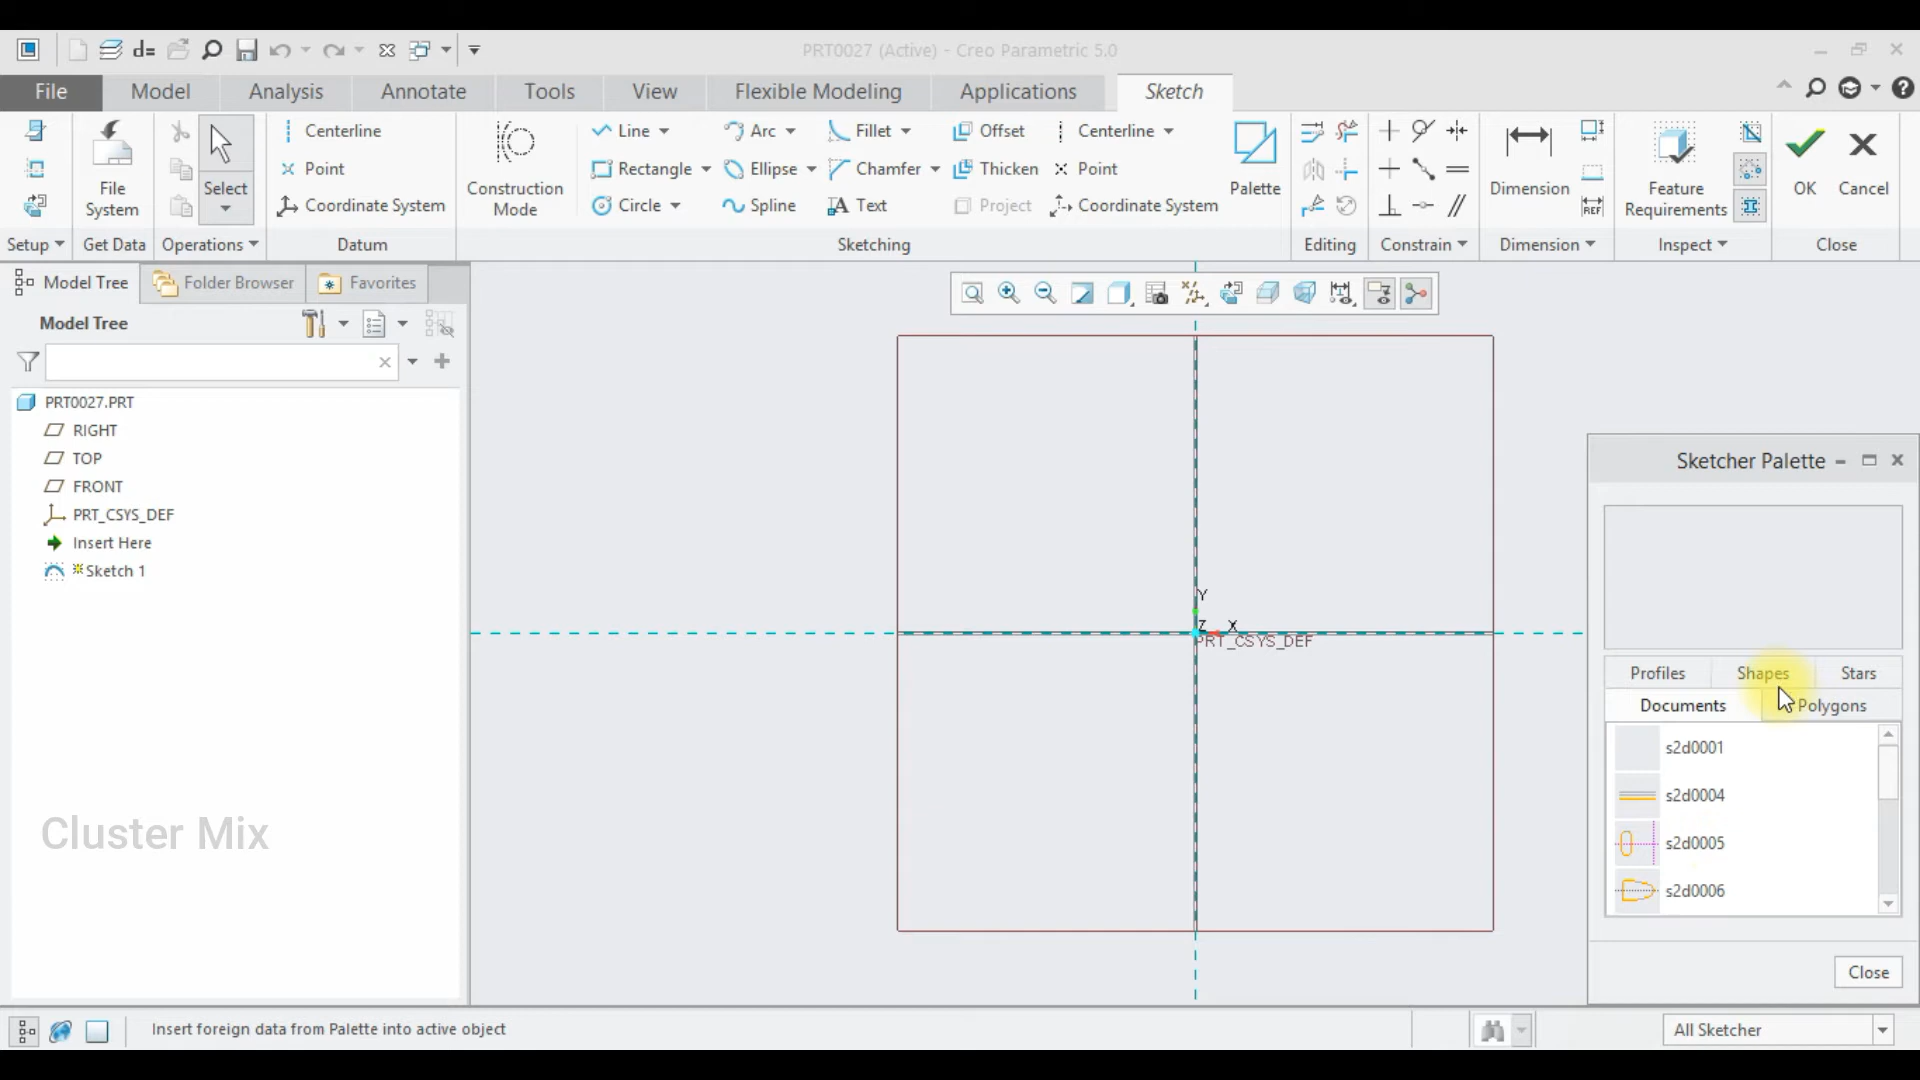 d=
PRT0027 (Active) - Creo Parametric 5.0
File Model Analysis Annotate Tools View Flexible Modeling Applications Sketch
Centerline Line Arc Fillet Offset Centerline
Point Rectangle Ellipse Chamfer Thicken Point
Coordinate System Circle Spline Text Project Coordinate System
File System
Select
Construction Mode
Palette
Dimension
REF
Feature Requirements
OK
Cancel
Setup Get Data Operations Datum Sketching Editing Constrain Dimension Inspect Close
Model Tree Folder Browser Favorites
Model Tree
PRT0027.PRT
RIGHT
TOP
FRONT
PRT_CSYS_DEF
Insert Here
Sketch 1
Cluster Mix
Y
Z X
PRT_CSYS_DEF
Sketcher Palette
Profiles Shapes Stars
Documents Polygons
s2d0001
s2d0004
s2d0005
s2d0006
Close
Insert foreign data from Palette into active object
All Sketcher